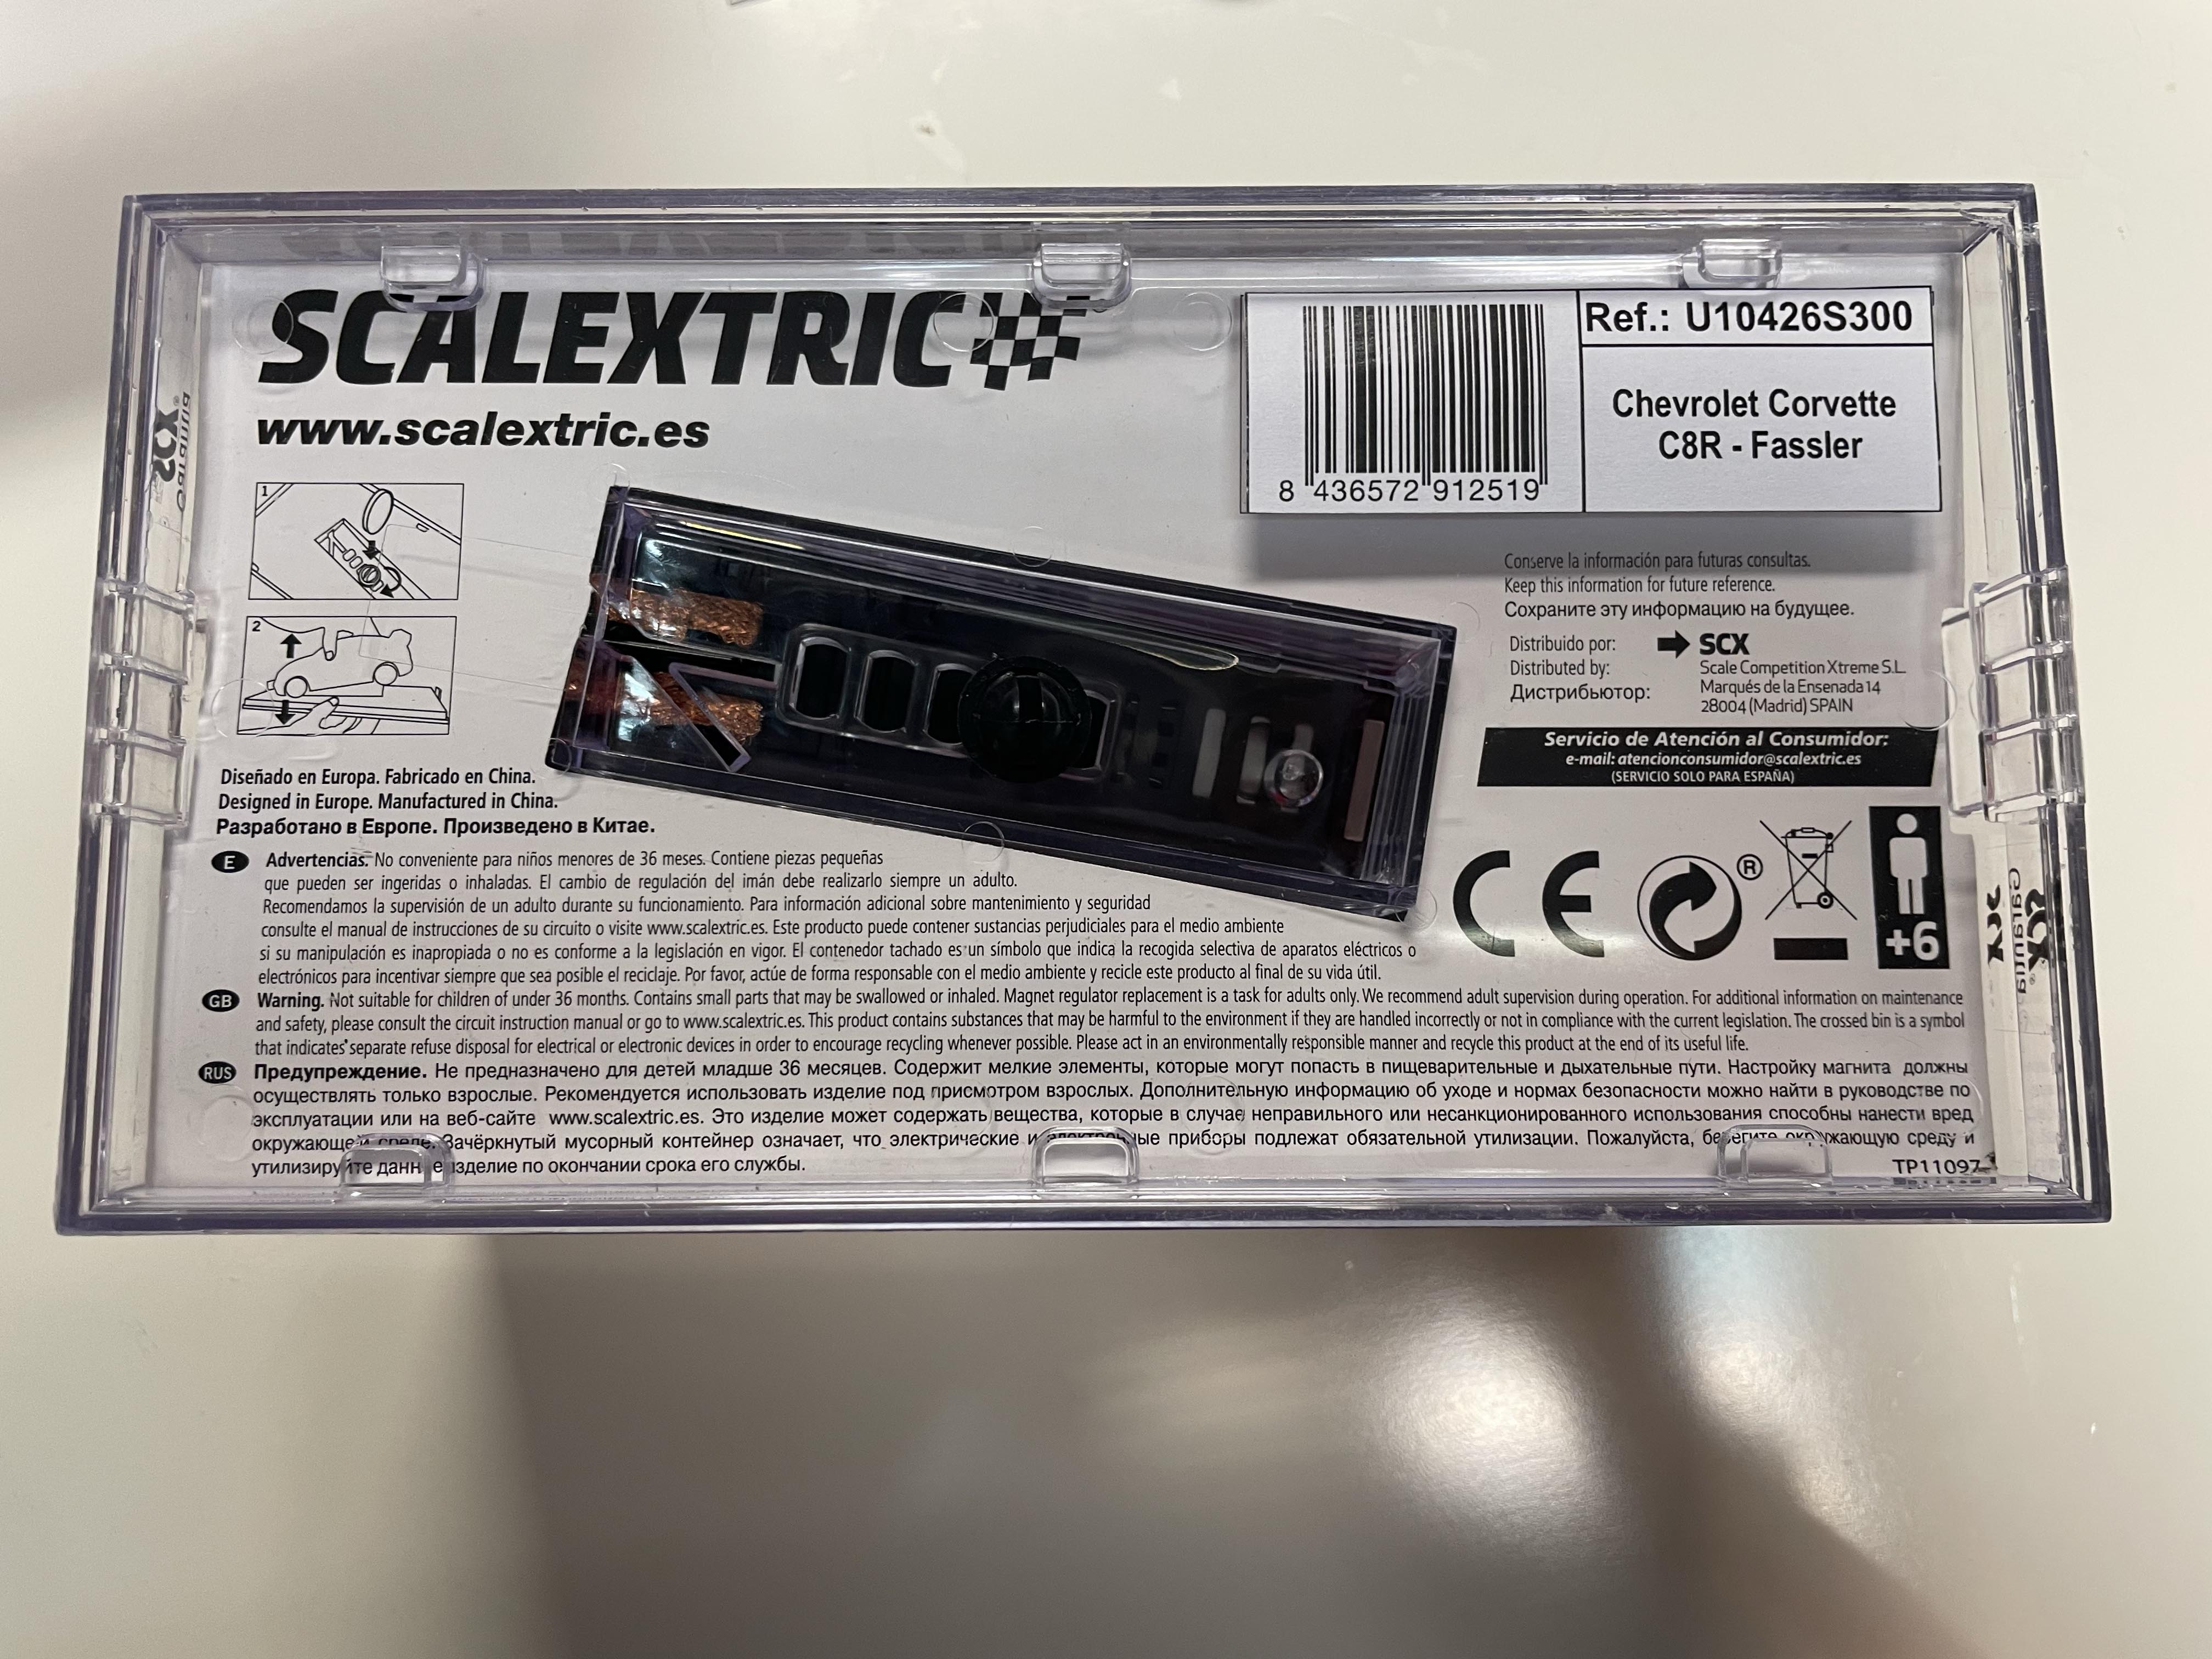 SCALEXTRIC
www.scalextric.es
1
2
8 436572 912519
Ref.: U10426S300
Chevrolet Corvette
C8R - Fassler
Conserve la información para futuras consultas.
Keep this information for future reference.
Сохраните эту информацию на будущее.
Distribuido por: SCX
Distributed by: Scale Competition Xtreme S.L.
Дистрибьютор: Marqués de la Ensenada 14
28004 (Madrid) SPAIN
Servicio de Atención al Consumidor:
e-mail: atencionconsumidor@scalextric.es
(SERVICIO SOLO PARA ESPAÑA)
CE
®
+6
Diseñado en Europa. Fabricado en China.
Designed in Europe. Manufactured in China.
Разработано в Европе. Произведено в Китае.
E Advertencias. No conveniente para niños menores de 36 meses. Contiene piezas pequeñas
que pueden ser ingeridas o inhaladas. El cambio de regulación del imán debe realizarlo siempre un adulto.
Recomendamos la supervisión de un adulto durante su funcionamiento. Para información adicional sobre mantenimiento y seguridad
consulte el manual de instrucciones de su circuito o visite www.scalextric.es. Este producto puede contener sustancias perjudiciales para el medio ambiente
si su manipulación es inapropiada o no es conforme a la legislación en vigor. El contenedor tachado es un símbolo que indica la recogida selectiva de aparatos eléctricos o
electrónicos para incentivar siempre que sea posible el reciclaje. Por favor, actúe de forma responsable con el medio ambiente y recicle este producto al final de su vida útil.
GB Warning. Not suitable for children of under 36 months. Contains small parts that may be swallowed or inhaled. Magnet regulator replacement is a task for adults only. We recommend adult supervision during operation. For additional information on maintenance
and safety, please consult the circuit instruction manual or go to www.scalextric.es. This product contains substances that may be harmful to the environment if they are handled incorrectly or not in compliance with the current legislation. The crossed bin is a symbol
that indicates separate refuse disposal for electrical or electronic devices in order to encourage recycling whenever possible. Please act in an environmentally responsible manner and recycle this product at the end of its useful life.
RUS Предупреждение. Не предназначено для детей младше 36 месяцев. Содержит мелкие элементы, которые могут попасть в пищеварительные и дыхательные пути. Настройку магнита должны
осуществлять только взрослые. Рекомендуется использовать изделие под присмотром взрослых. Дополнительную информацию об уходе и нормах безопасности можно найти в руководстве по
эксплуатации или на веб-сайте www.scalextric.es. Это изделие может содержать вещества, которые в случае неправильного или несанкционированного использования способны нанести вред
окружающей среде. Зачёркнутый мусорный контейнер означает, что электрические и электронные приборы подлежат обязательной утилизации. Пожалуйста, берегите окружающую среду и
утилизируйте данное изделие по окончании срока его службы.
TP11097